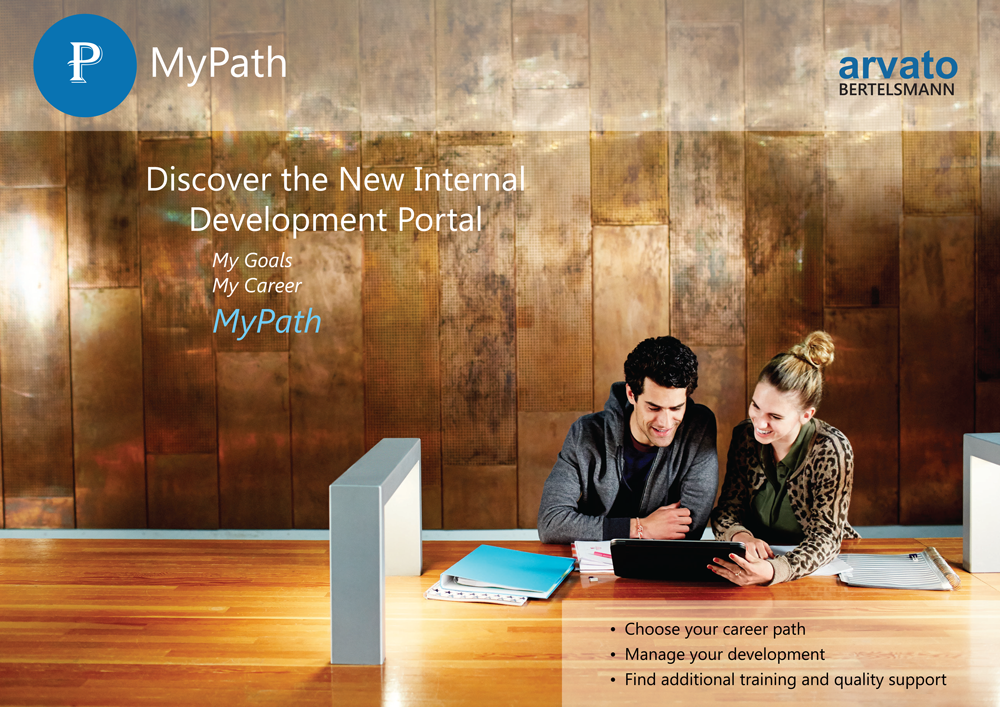 P
MyPath
arvato
BERTELSMANN
Discover the New Internal
Development Portal
My Goals
My Career
MyPath
• Choose your career path
• Manage your development
• Find additional training and quality support